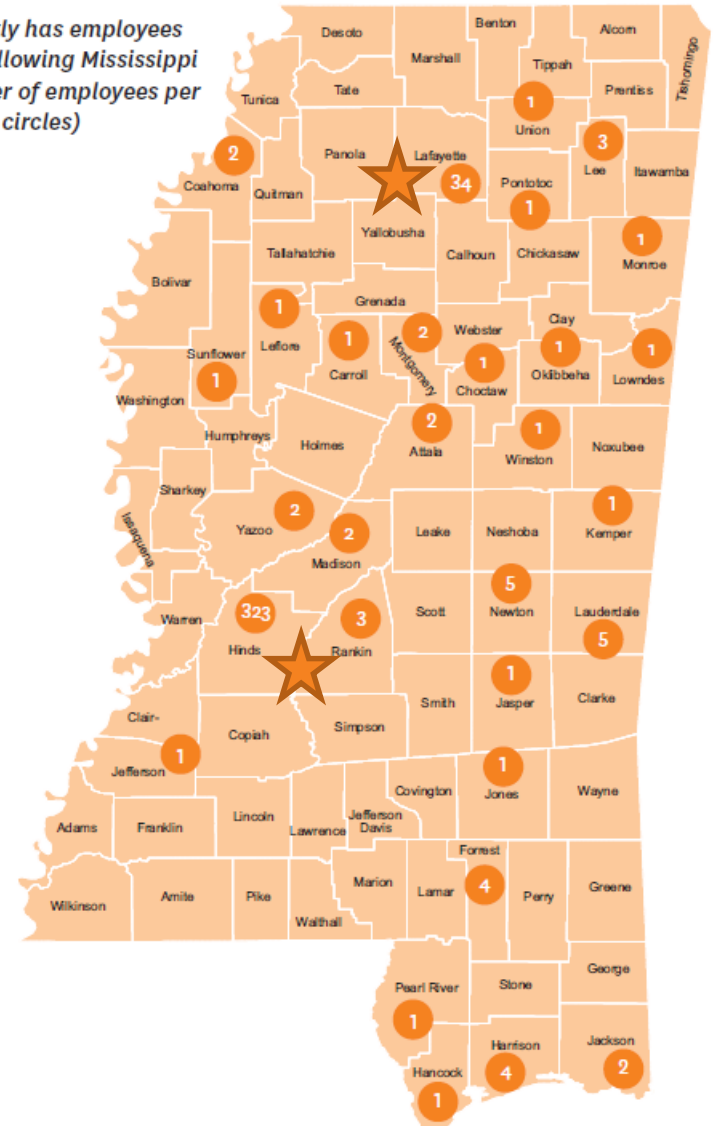 ly has employees
llowing Mississippi
er of employees per
circles)
Desoto
Benton
Alcorn
Marshall
Tippah
Tishomingo
Tunica
Tate
Prentiss
1
Union
3
Lee
Itawamba
2
Coahoma
Quitman
Panola
Lafayette
34
Pontotoc
1
Yallobusha
Tallahatchie
Calhoun
Chickasaw
1
Monroe
Bolivar
Grenada
1
Leflore
1
Carroll
2
Montgomery
Webster
Clay
1
Choctaw
1
Oktibbeha
1
Lowndes
Sunflower
1
Washington
Humphreys
Holmes
2
Attala
1
Winston
Noxubee
Sharkey
Issaquena
2
Yazoo
2
Madison
Leake
Neshoba
1
Kemper
Warren
323
Hinds
3
Rankin
Scott
5
Newton
Lauderdale
5
Clair-
Copiah
Simpson
Smith
1
Jasper
Clarke
1
Jefferson
Adams
Franklin
Lincoln
Lawrence
Jefferson
Davis
Covington
1
Jones
Wayne
Wilkinson
Amite
Pike
Walthall
Marion
Lamar
Forrest
4
Perry
Greene
Pearl River
1
Stone
George
Hancock
1
Harrison
4
Jackson
2